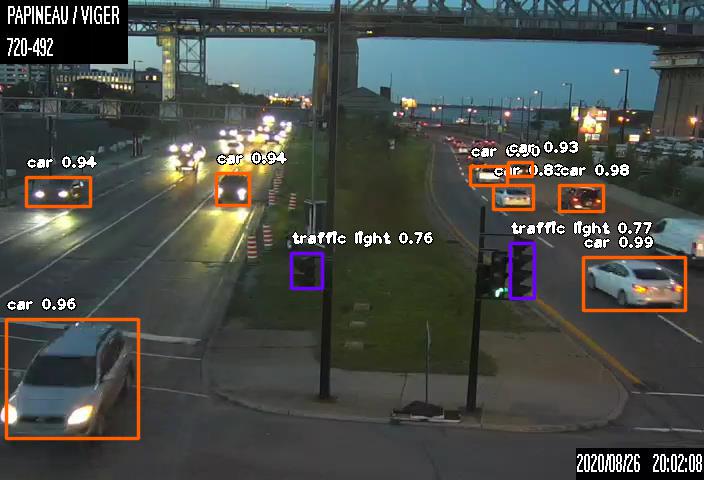 PAPINEAU / VIGER
720-492
car 0.94
car 0.94
car 0.93
car 0.83
car 0.98
traffic light 0.76
traffic light 0.77
car 0.99
car 0.96
2020/08/26 20:02:08